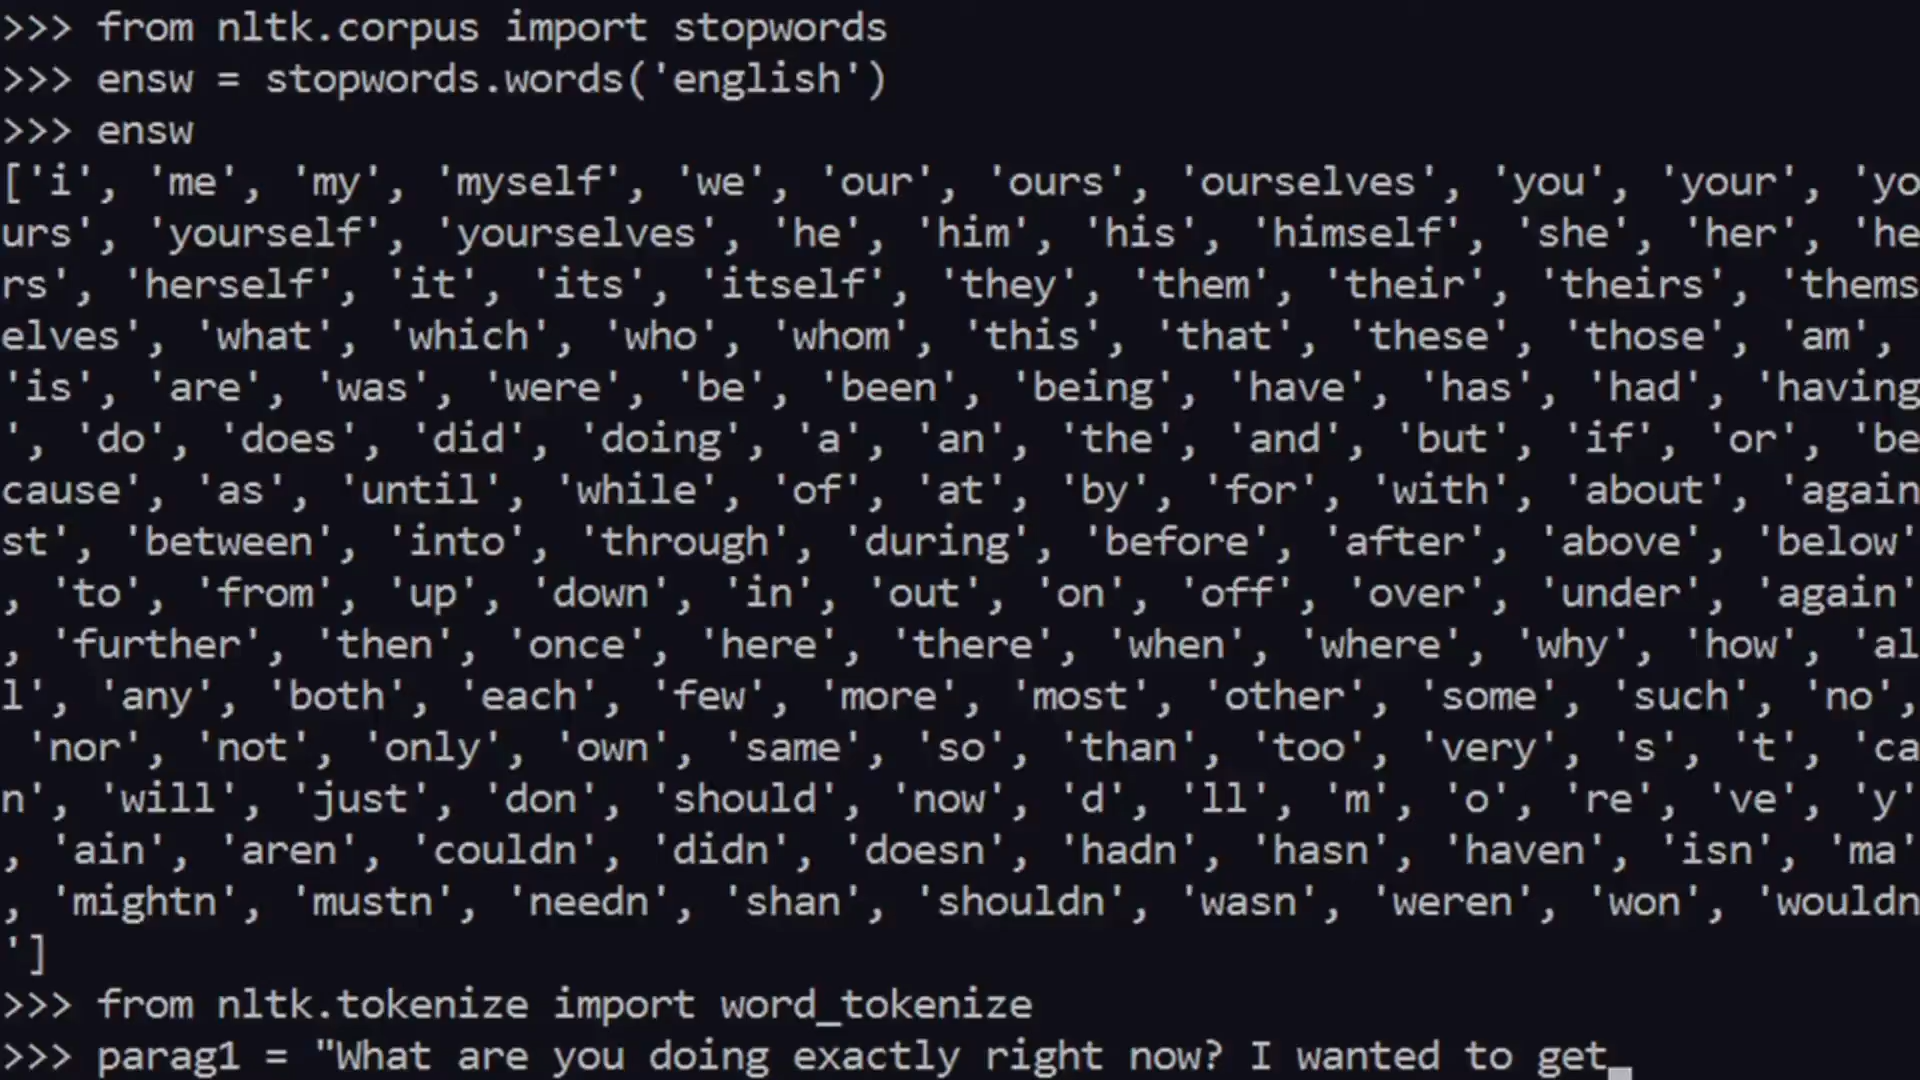 >>> from nltk.corpus import stopwords
>>> ensw = stopwords.words('english')
>>> ensw
['i', 'me', 'my', 'myself', 'we', 'our', 'ours', 'ourselves', 'you', 'your', 'yo
urs', 'yourself', 'yourselves', 'he', 'him', 'his', 'himself', 'she', 'her', 'he
rs', 'herself', 'it', 'its', 'itself', 'they', 'them', 'their', 'theirs', 'thems
elves', 'what', 'which', 'who', 'whom', 'this', 'that', 'these', 'those', 'am',
'is', 'are', 'was', 'were', 'be', 'been', 'being', 'have', 'has', 'had', 'having
', 'do', 'does', 'did', 'doing', 'a', 'an', 'the', 'and', 'but', 'if', 'or', 'be
cause', 'as', 'until', 'while', 'of', 'at', 'by', 'for', 'with', 'about', 'again
st', 'between', 'into', 'through', 'during', 'before', 'after', 'above', 'below'
, 'to', 'from', 'up', 'down', 'in', 'out', 'on', 'off', 'over', 'under', 'again'
, 'further', 'then', 'once', 'here', 'there', 'when', 'where', 'why', 'how', 'al
l', 'any', 'both', 'each', 'few', 'more', 'most', 'other', 'some', 'such', 'no',
'nor', 'not', 'only', 'own', 'same', 'so', 'than', 'too', 'very', 's', 't', 'ca
n', 'will', 'just', 'don', 'should', 'now', 'd', 'll', 'm', 'o', 're', 've', 'y'
, 'ain', 'aren', 'couldn', 'didn', 'doesn', 'hadn', 'hasn', 'haven', 'isn', 'ma'
, 'mightn', 'mustn', 'needn', 'shan', 'shouldn', 'wasn', 'weren', 'won', 'wouldn
']
>>> from nltk.tokenize import word_tokenize
>>> parag1 = "What are you doing exactly right now? I wanted to get